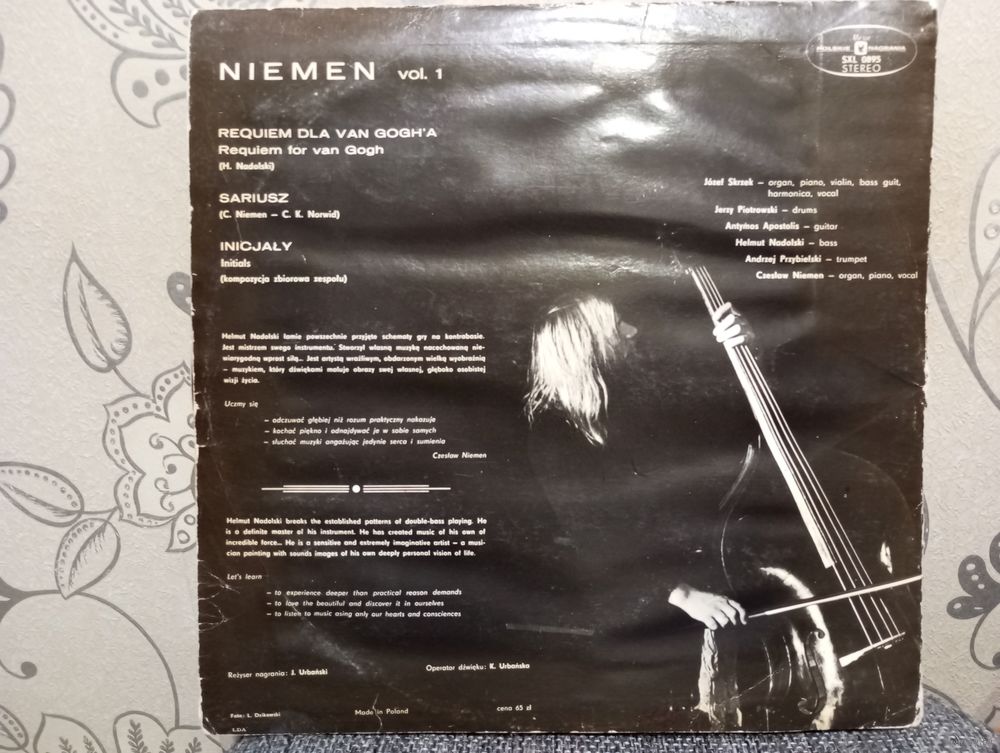 NIEMEN vol. 1
POLSKIE NAGRANIA
SXL 0895
STEREO
REQUIEM DLA VAN GOGH'A
Requiem for van Gogh
(H. Nadolski)
SARIUSZ
(C. Niemen – C. K. Norwid)
INICJAŁY
Initials
(kompozycja zbiorowa zespołu)
Józef Skrzek – organ, piano, violin, bass guit,
harmonica, vocal
Jerzy Piotrowski – drums
Antymos Apostolis – guitar
Helmut Nadolski – bass
Andrzej Przybielski – trumpet
Czesław Niemen – organ, piano, vocal
Helmut Nadolski łamie powszechnie przyjęte schematy gry na kontrabasie.
Jest mistrzem swego instrumentu. Stworzył własną muzykę nacechowaną nie-
wiarygodną wprost siłą... Jest artystą wrażliwym, obdarzonym wielką wyobraźnią
– muzykiem, który dźwiękami maluje obrazy swej własnej, głęboko osobistej
wizji życia.
Uczmy się
– odczuwać głębiej niż rozum praktyczny nakazuje
– kochać piękno i odnajdywać je w sobie samych
– słuchać muzyki angażując jedynie serca i sumienia
Czesław Niemen
Helmut Nadolski breaks the established patterns of double-bass playing. He
is a definite master of his instrument. He has created music of his own of
incredible force... He is a sensitive and extremely imaginative artist – a musi-
cian painting with sounds images of his own deeply personal vision of life.
Let's learn
– to experience deeper than practical reason demands
– to love the beautiful and discover it in ourselves
– to listen to music using only our hearts and consciences
Reżyser nagrania: J. Urbański
Operator dźwięku: K. Urbańska
Foto: L. Dzikowski
Made in Poland
cena 65 zł
LDA